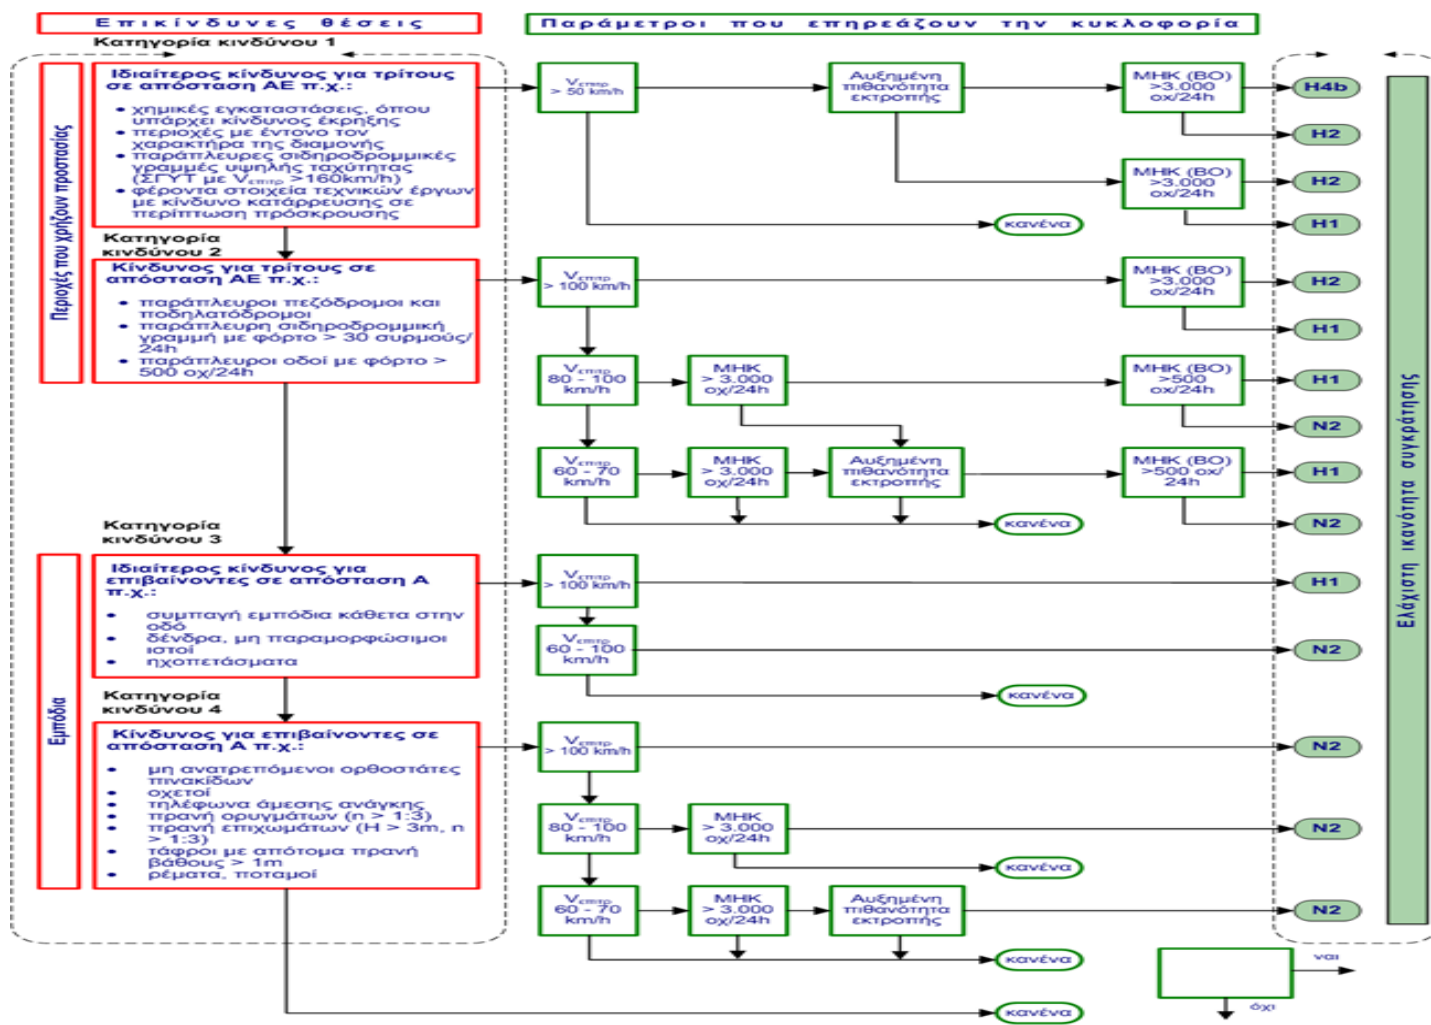 Επικίνδυνες θέσεις
Παράμετροι που επηρεάζουν την κυκλοφορία
Κατηγορία κινδύνου 1
Περιοχές που χρήζουν προστασίας
Ιδιαίτερος κίνδυνος για τρίτους
σε απόσταση ΑΕ π.χ.:
• χημικές εγκαταστάσεις, όπου
υπάρχει κίνδυνος έκρηξης
• περιοχές με έντονο τον
χαρακτήρα της διαμονής
• παράπλευρες σιδηροδρομμικές
γραμμές υψηλής ταχύτητας
(ΣΓΥΤ με Vεπιτρ >160km/h)
• φέροντα στοιχεία τεχνικών έργων
με κίνδυνο κατάρρευσης σε
περίπτωση πρόσκρουσης
Vεπιτρ
> 50 km/h
Αυξημένη
πιθανότητα
εκτροπής
ΜΗΚ (ΒΟ)
>3.000
οχ/24h
H4b
H2
ΜΗΚ (ΒΟ)
>3.000
οχ/24h
H2
κανένα
H1
Κατηγορία
κινδύνου 2
Κίνδυνος για τρίτους σε
απόσταση ΑΕ π.χ.:
• παράπλευροι πεζόδρομοι και
ποδηλατόδρομοι
• παράπλευρη σιδηροδρομμική
γραμμή με φόρτο > 30 συρμούς/
24h
• παράπλευροι οδοί με φόρτο >
500 οχ/24h
Vεπιτρ
> 100 km/h
ΜΗΚ (ΒΟ)
>3.000
οχ/24h
H2
H1
Vεπιτρ
80 - 100
km/h
ΜΗΚ
> 3.000
οχ/24h
ΜΗΚ (ΒΟ)
>500
οχ/24h
H1
N2
Vεπιτρ
60 - 70
km/h
ΜΗΚ
> 3.000
οχ/24h
Αυξημένη
πιθανότητα
εκτροπής
ΜΗΚ (ΒΟ)
>500 οχ/
24h
H1
κανένα
N2
Ελάχιστη ικανότητα συγκράτησης
Κατηγορία
κινδύνου 3
Εμπόδια
Ιδιαίτερος κίνδυνος για
επιβαίνοντες σε απόσταση Α
π.χ.:
• συμπαγή εμπόδια κάθετα στην
οδό
• δένδρα, μη παραμορφώσιμοι
ιστοί
• ηχοπετάσματα
Vεπιτρ
> 100 km/h
H1
Vεπιτρ
60 - 100
km/h
N2
κανένα
Κατηγορία
κινδύνου 4
Κίνδυνος για επιβαίνοντες σε
απόσταση Α π.χ.:
• μη ανατρεπόμενοι ορθοστάτες
πινακίδων
• οχετοί
• τηλέφωνα άμεσης ανάγκης
• πρανή ορυγμάτων (n > 1:3)
• πρανή επιχωμάτων (H > 3m, n
> 1:3)
• τάφροι με απότομα πρανή
βάθους > 1m
• ρέματα, ποταμοί
Vεπιτρ
> 100 km/h
N2
Vεπιτρ
80 - 100
km/h
ΜΗΚ
> 3.000
οχ/24h
N2
κανένα
Vεπιτρ
60 - 70
km/h
ΜΗΚ
> 3.000
οχ/24h
Αυξημένη
πιθανότητα
εκτροπής
N2
κανένα
κανένα
ναι
όχι